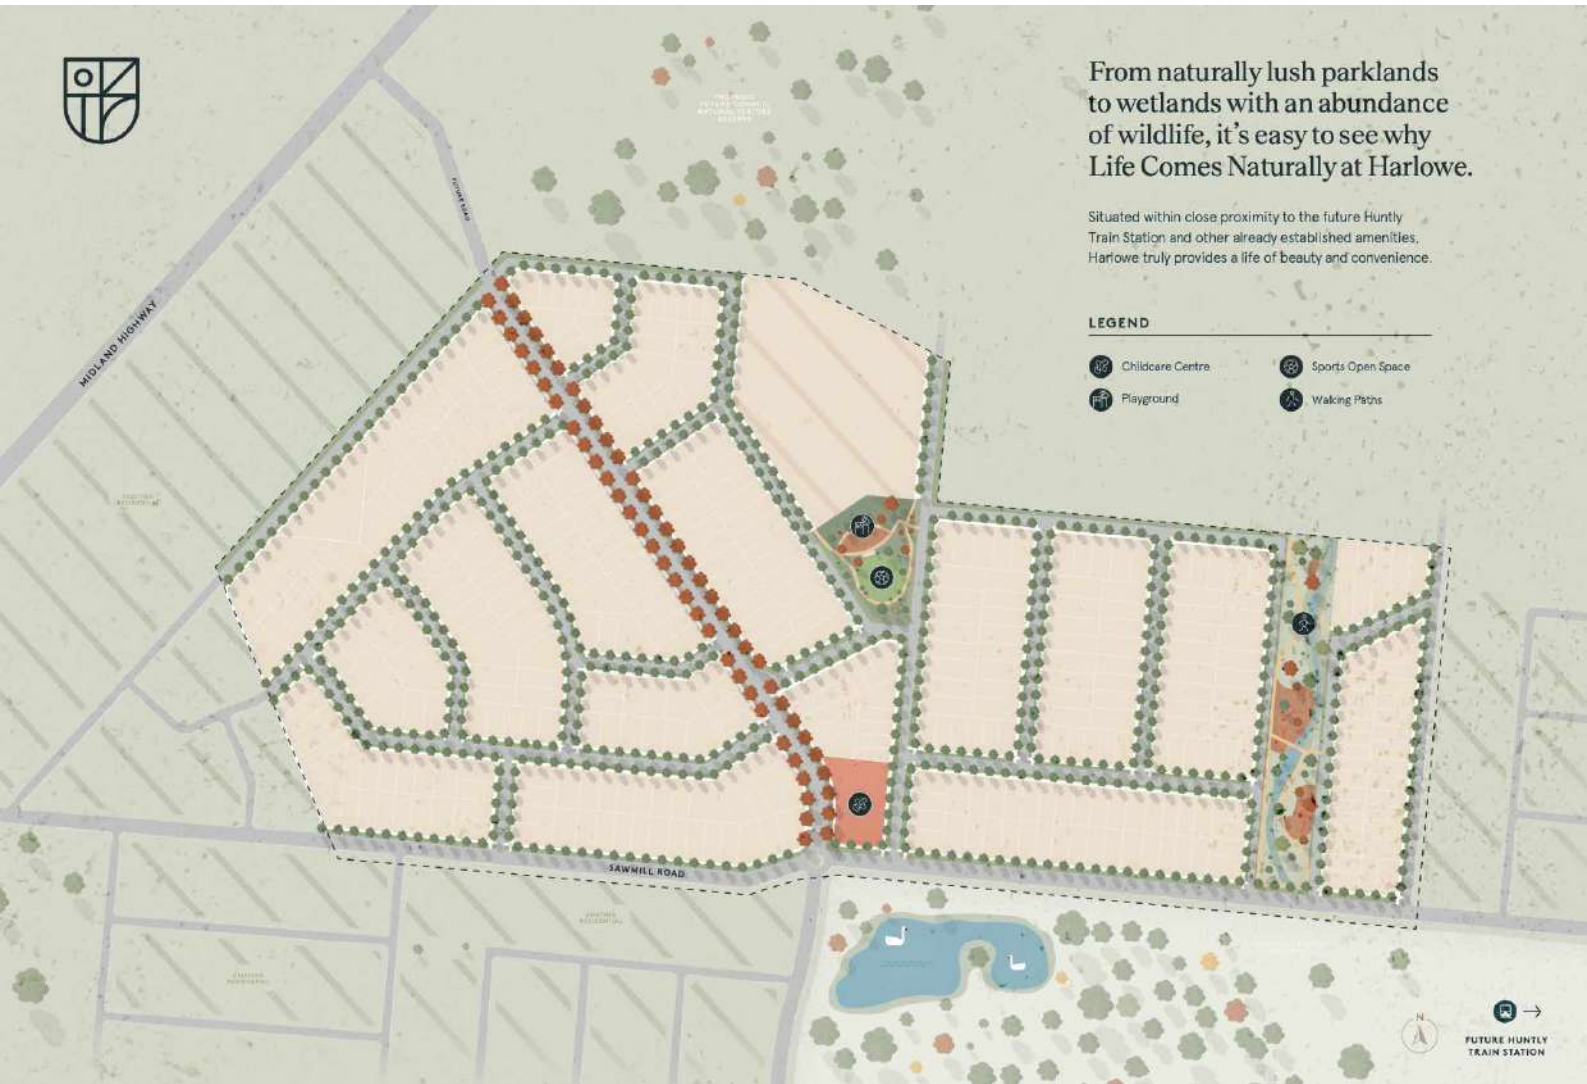 From naturally lush parklands
to wetlands with an abundance
of wildlife, it's easy to see why
Life Comes Naturally at Harlowe.
Situated within close proximity to the future Huntly
Train Station and other already established amenities,
Harlowe truly provides a life of beauty and convenience.
LEGEND
Childcare Centre
Sports Open Space
Playground
Walking Paths
FUTURE ROAD
MIDLAND HIGHWAY
SAWMILL ROAD
EXISTING
RESIDENTIAL
N
FUTURE HUNTLY
TRAIN STATION